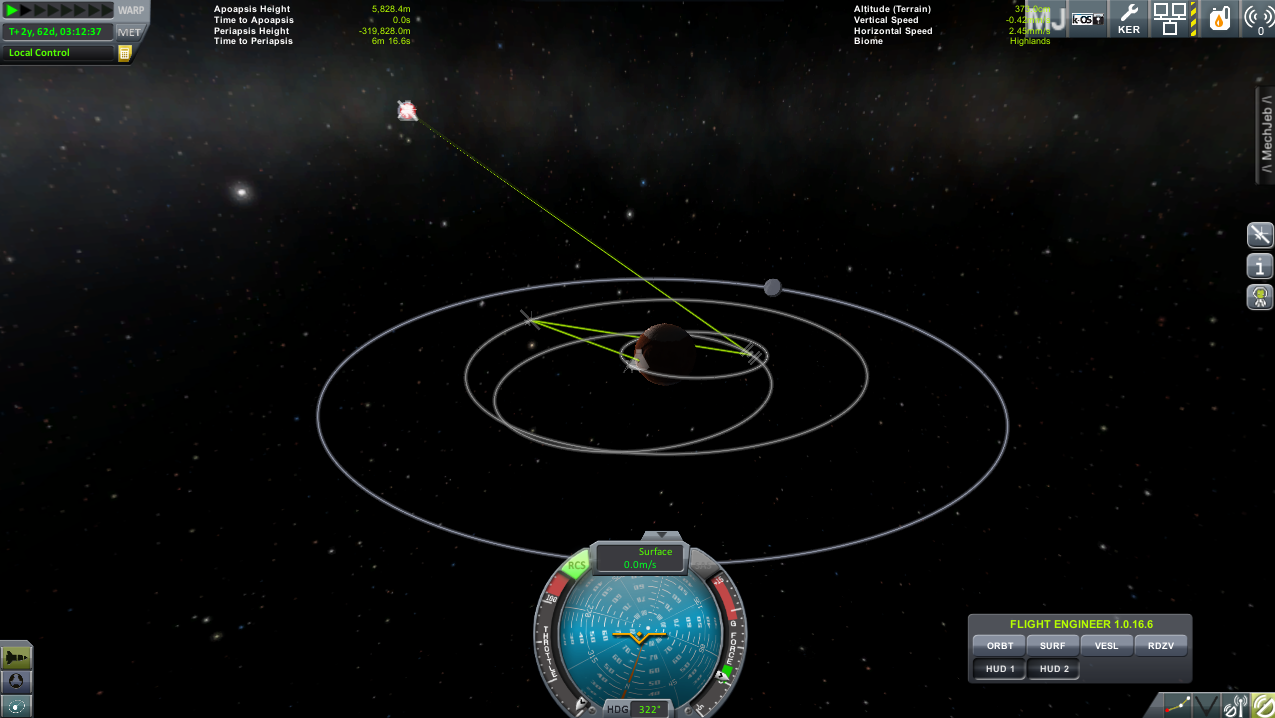 WARP
T+ 2y, 62d, 03:12:37 MET
Local Control
Apoapsis Height 5,828.4m
Time to Apoapsis 0.0s
Periapsis Height -319,828.0m
Time to Periapsis 6m 16.6s
Altitude (Terrain)
Vertical Speed
Horizontal Speed 2.45mm/s
Biome Highlands
MJ
k-OS
KER
0
/\ MechJeb /\
i
RCS
Surface
0.0m/s
THROTTLE
100
G FORCE
+15
HDG 322°
FLIGHT ENGINEER 1.0.16.6
ORBT SURF VESL RDZV
HUD 1 HUD 2